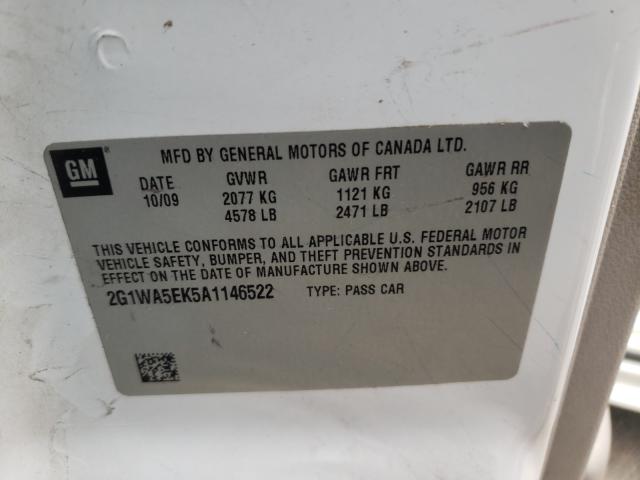 GM ®
MFD BY GENERAL MOTORS OF CANADA LTD.
DATE GVWR GAWR FRT GAWR RR
10/09 2077 KG 1121 KG 956 KG
4578 LB 2471 LB 2107 LB
THIS VEHICLE CONFORMS TO ALL APPLICABLE U.S. FEDERAL MOTOR
VEHICLE SAFETY, BUMPER, AND THEFT PREVENTION STANDARDS IN
EFFECT ON THE DATE OF MANUFACTURE SHOWN ABOVE.
2G1WA5EK5A1146522 TYPE: PASS CAR